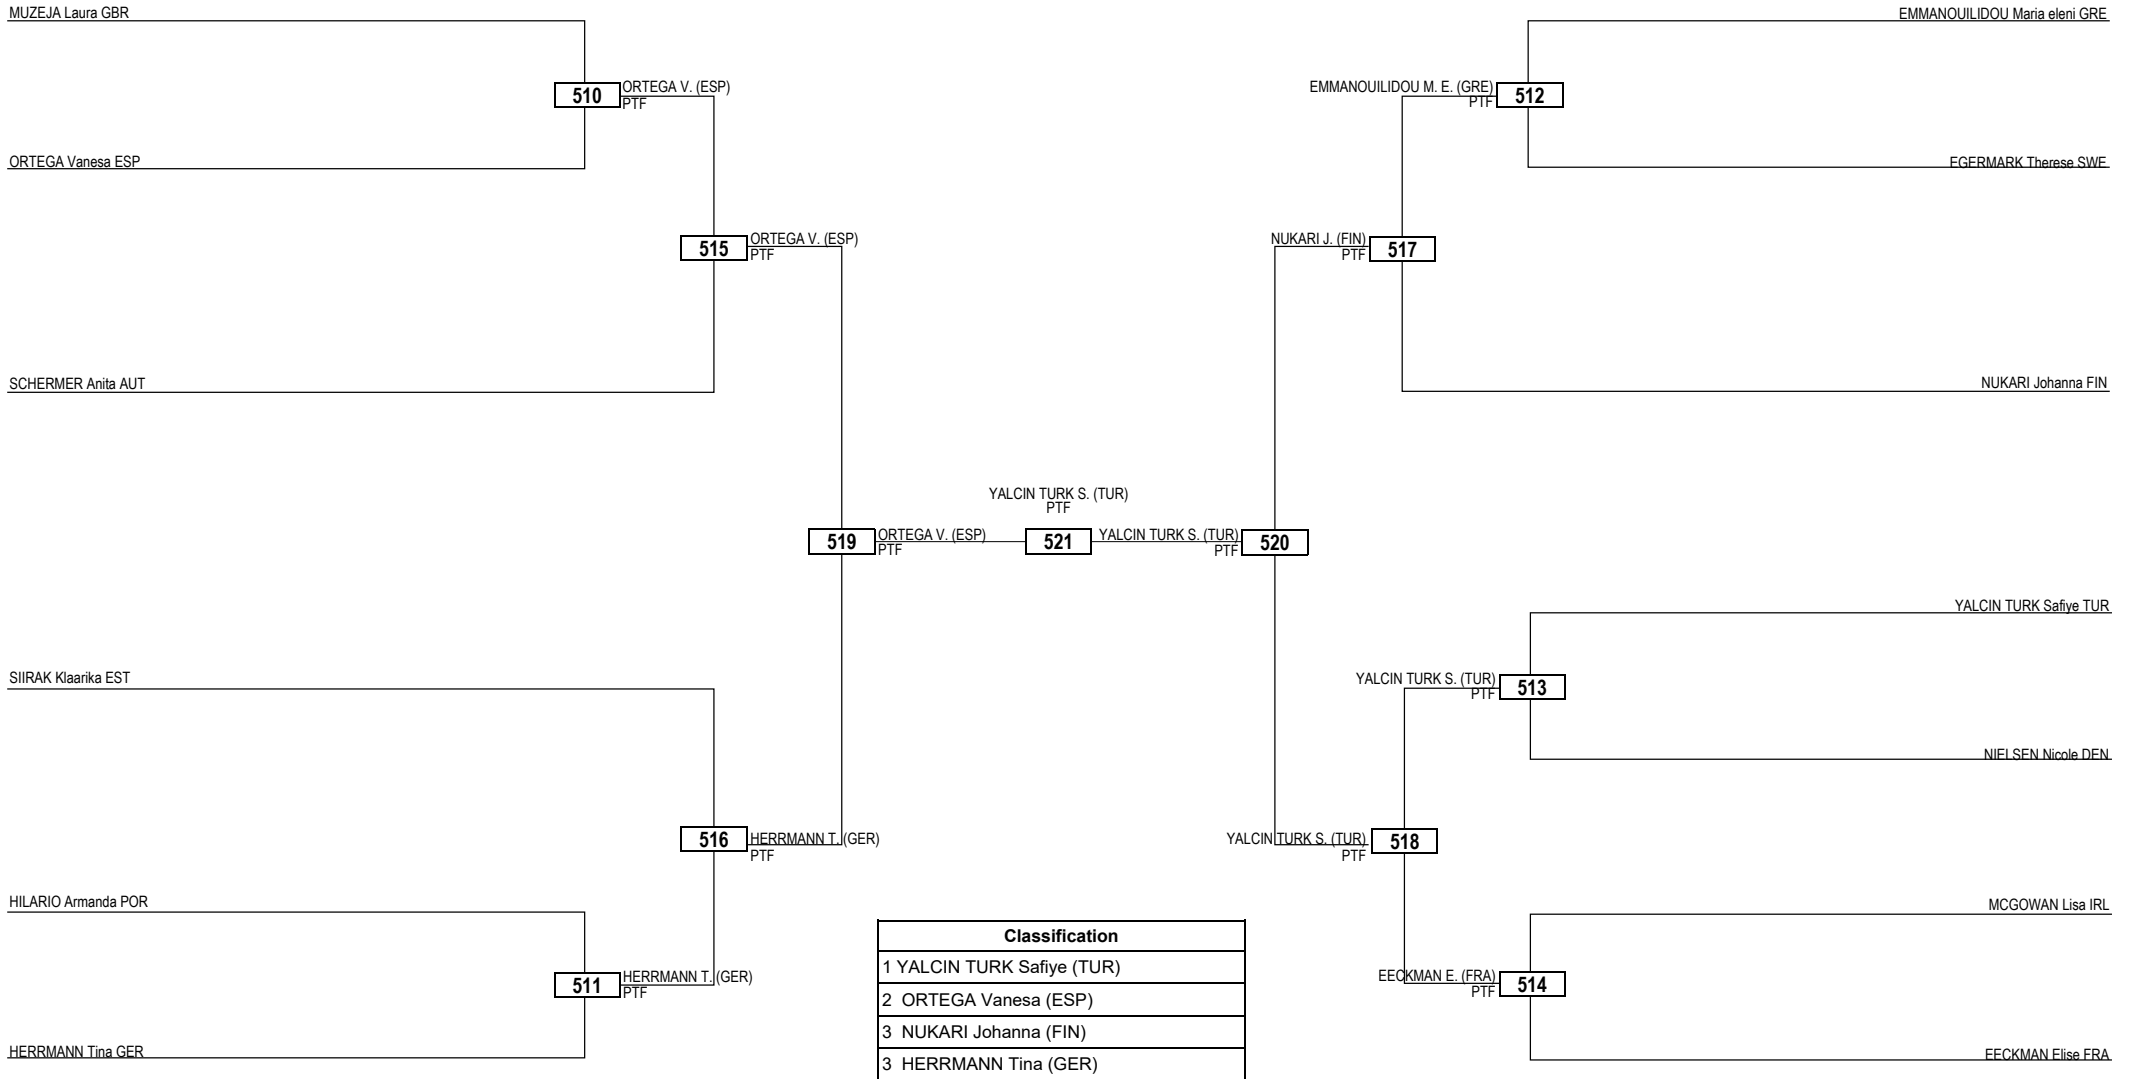 MUZEJA Laura GBR
510
ORTEGA V. (ESP)
PTF
ORTEGA Vanesa ESP
515
ORTEGA V. (ESP)
PTF
SCHERMER Anita AUT
519
ORTEGA V. (ESP)
PTF
SIIRAK Klaarika EST
516
HERRMANN T. (GER)
PTF
HILARIO Armanda POR
511
HERRMANN T. (GER)
PTF
HERRMANN Tina GER
YALCIN TURK S. (TUR)
PTF
521
EMMANOUILIDOU Maria eleni GRE
EMMANOUILIDOU M. E. (GRE)
PTF
512
EGERMARK Therese SWE
NUKARI J. (FIN)
PTF
517
NUKARI Johanna FIN
YALCIN TURK S. (TUR)
PTF
520
YALCIN TURK Safiye TUR
YALCIN TURK S. (TUR)
PTF
513
NIELSEN Nicole DEN
YALCIN TURK S. (TUR)
PTF
518
MCGOWAN Lisa IRL
EECKMAN E. (FRA)
PTF
514
EECKMAN Elise FRA
Classification
1 YALCIN TURK Safiye (TUR)
2 ORTEGA Vanesa (ESP)
3 NUKARI Johanna (FIN)
3 HERRMANN Tina (GER)